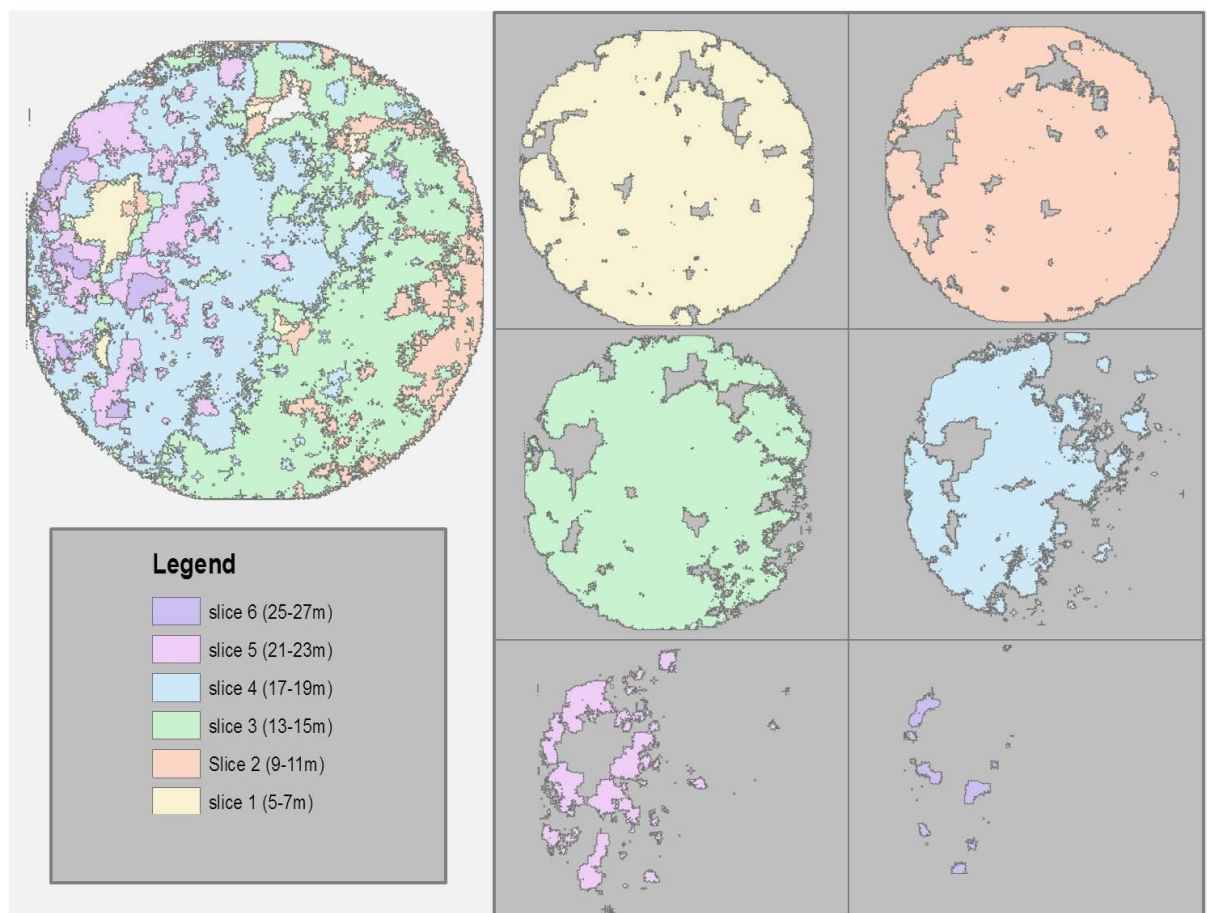 Legend
slice 6 (25-27m)
slice 5 (21-23m)
slice 4 (17-19m)
slice 3 (13-15m)
Slice 2 (9-11m)
slice 1 (5-7m)